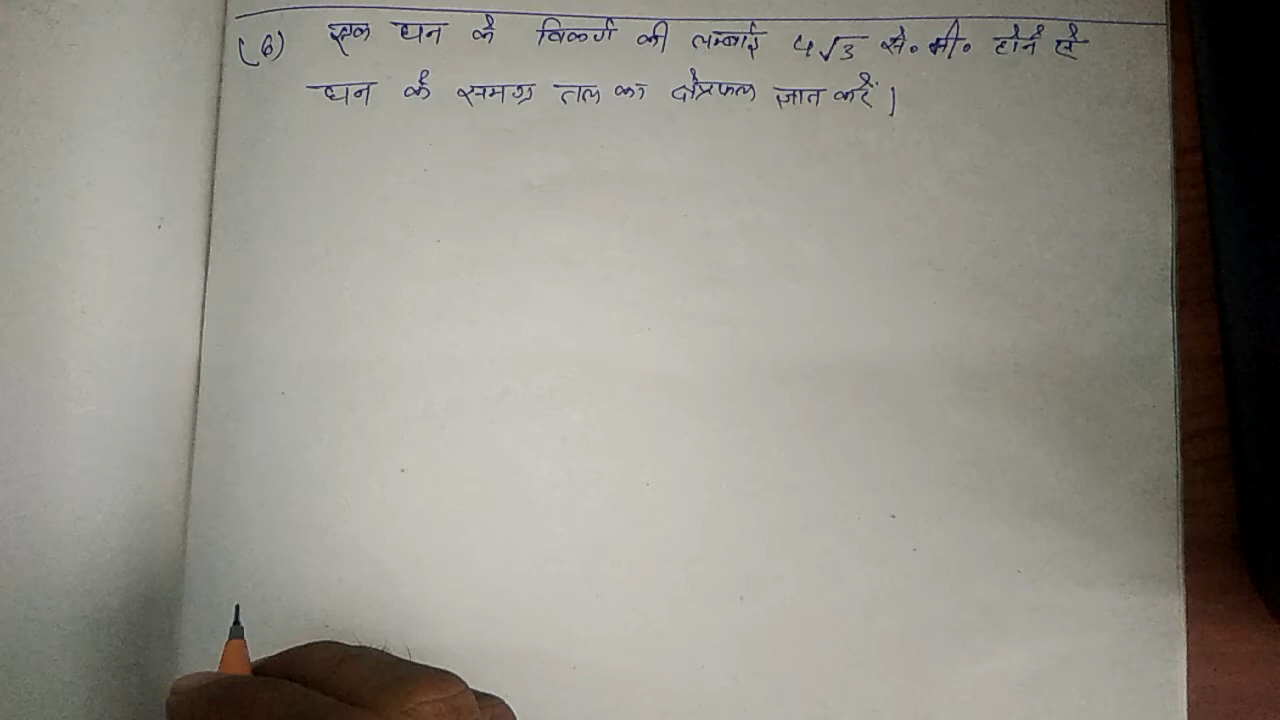 (6) एक घन के विकर्ण की लम्बाई 4√3 से॰ मी॰ होने से
घन के समग्र तल का क्षेत्रफल ज्ञात करें।